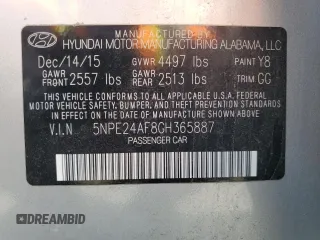 MANUFACTURED BY
HYUNDAI MOTOR MANUFACTURING ALABAMA, LLC
Dec/14/15 GVWR 4497 lbs PAINT Y8
GAWR FRONT 2557 lbs GAWR REAR 2513 lbs TRIM GG
THIS VEHICLE CONFORMS TO ALL APPLICABLE U.S.A. FEDERAL
MOTOR VEHICLE SAFETY, BUMPER, AND THEFT PREVENTION STANDARDS
IN EFFECT ON THE DATE OF MANUFACTURE SHOWN ABOVE.
V.I.N 5NPE24AF8GH365887
PASSENGER CAR
DREAMBID